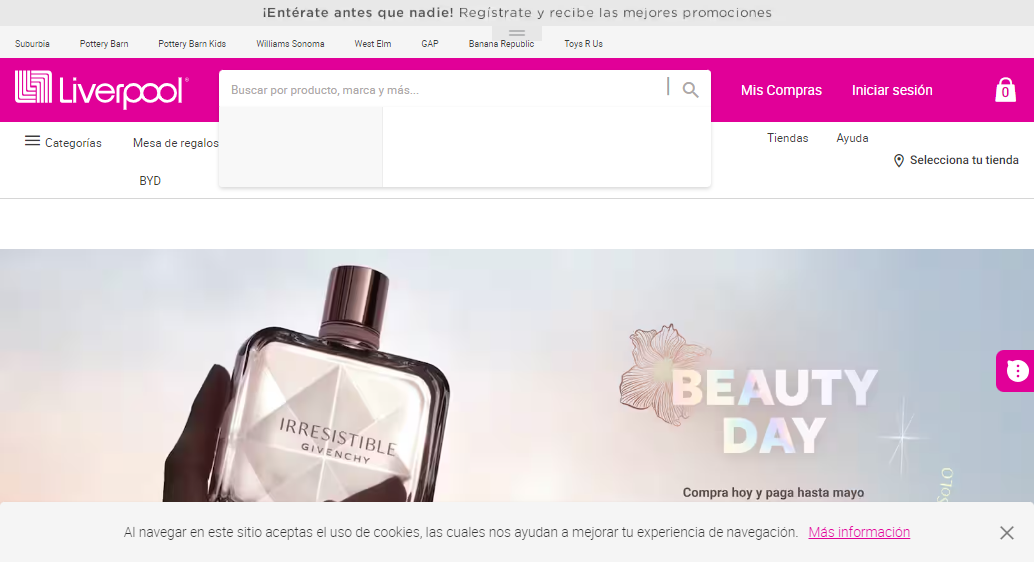 ¡Entérate antes que nadie! Regístrate y recibe las mejores promociones
Suburbia Pottery Barn Pottery Barn Kids Williams Sonoma West Elm GAP Banana Republic Toys R Us
Liverpool®
Buscar por producto, marca y más...
Mis Compras Iniciar sesión 0
Categorías Mesa de regalos Tiendas Ayuda
Selecciona tu tienda
BYD
IRRESISTIBLE
GIVENCHY
BEAUTY
DAY
Compra hoy y paga hasta mayo
SOLO
Al navegar en este sitio aceptas el uso de cookies, las cuales nos ayudan a mejorar tu experiencia de navegación. Más información